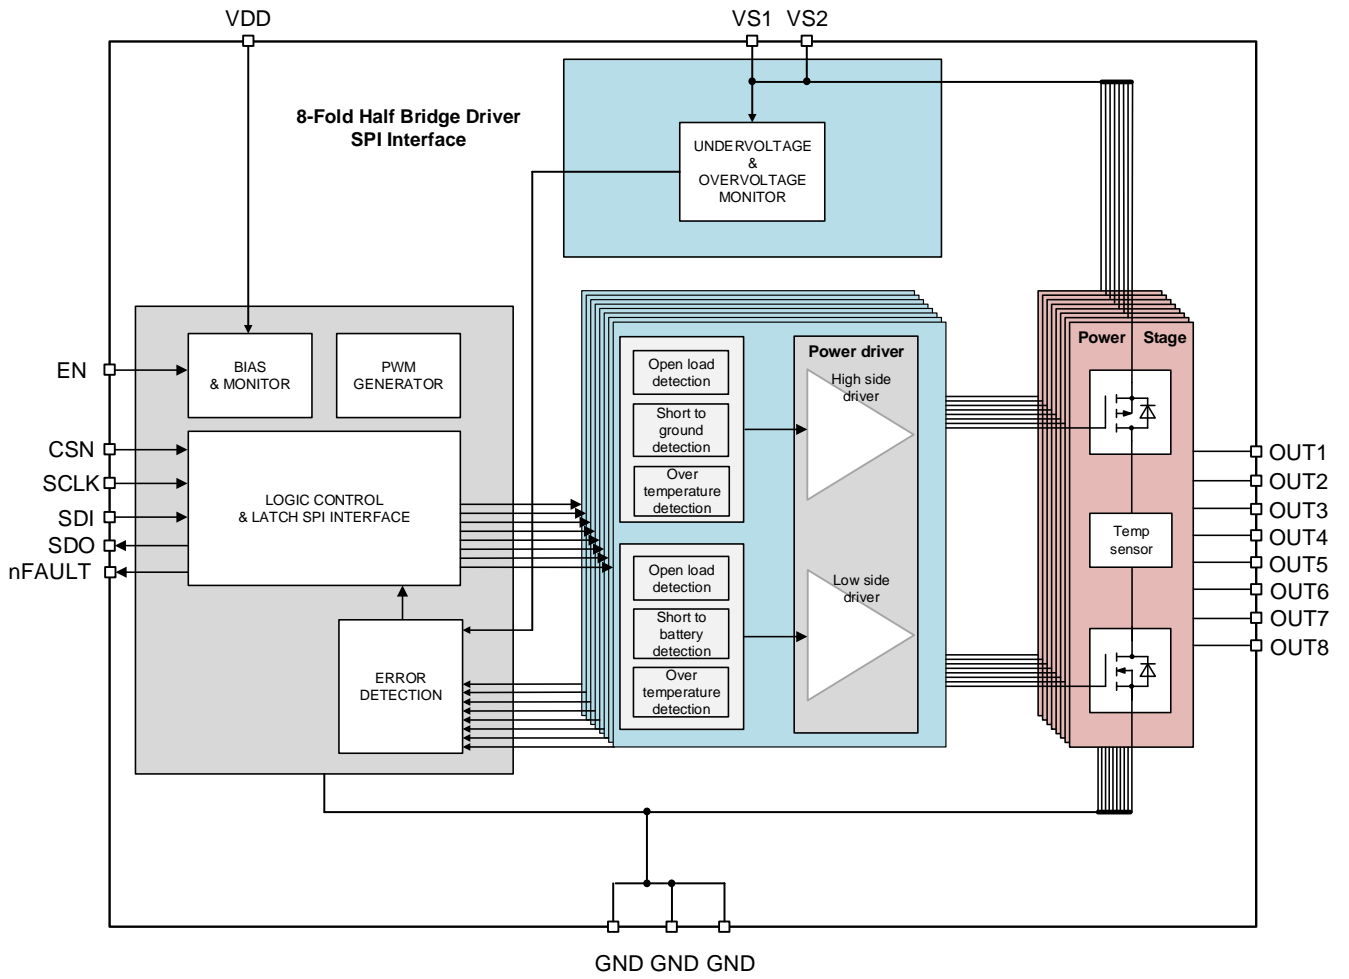 VDD
VS1 VS2
8-Fold Half Bridge Driver
SPI Interface
UNDERVOLTAGE
&
OVERVOLTAGE
MONITOR
EN
CSN
SCLK
SDI
SDO
nFAULT
BIAS
& MONITOR
PWM
GENERATOR
LOGIC CONTROL
& LATCH SPI INTERFACE
ERROR
DETECTION
Open load
detection
Short to
ground
detection
Over
temperature
detection
Open load
detection
Short to
battery
detection
Over
temperature
detection
Power driver
High side
driver
Low side
driver
Power Stage
Temp
sensor
OUT1
OUT2
OUT3
OUT4
OUT5
OUT6
OUT7
OUT8
GND GND GND